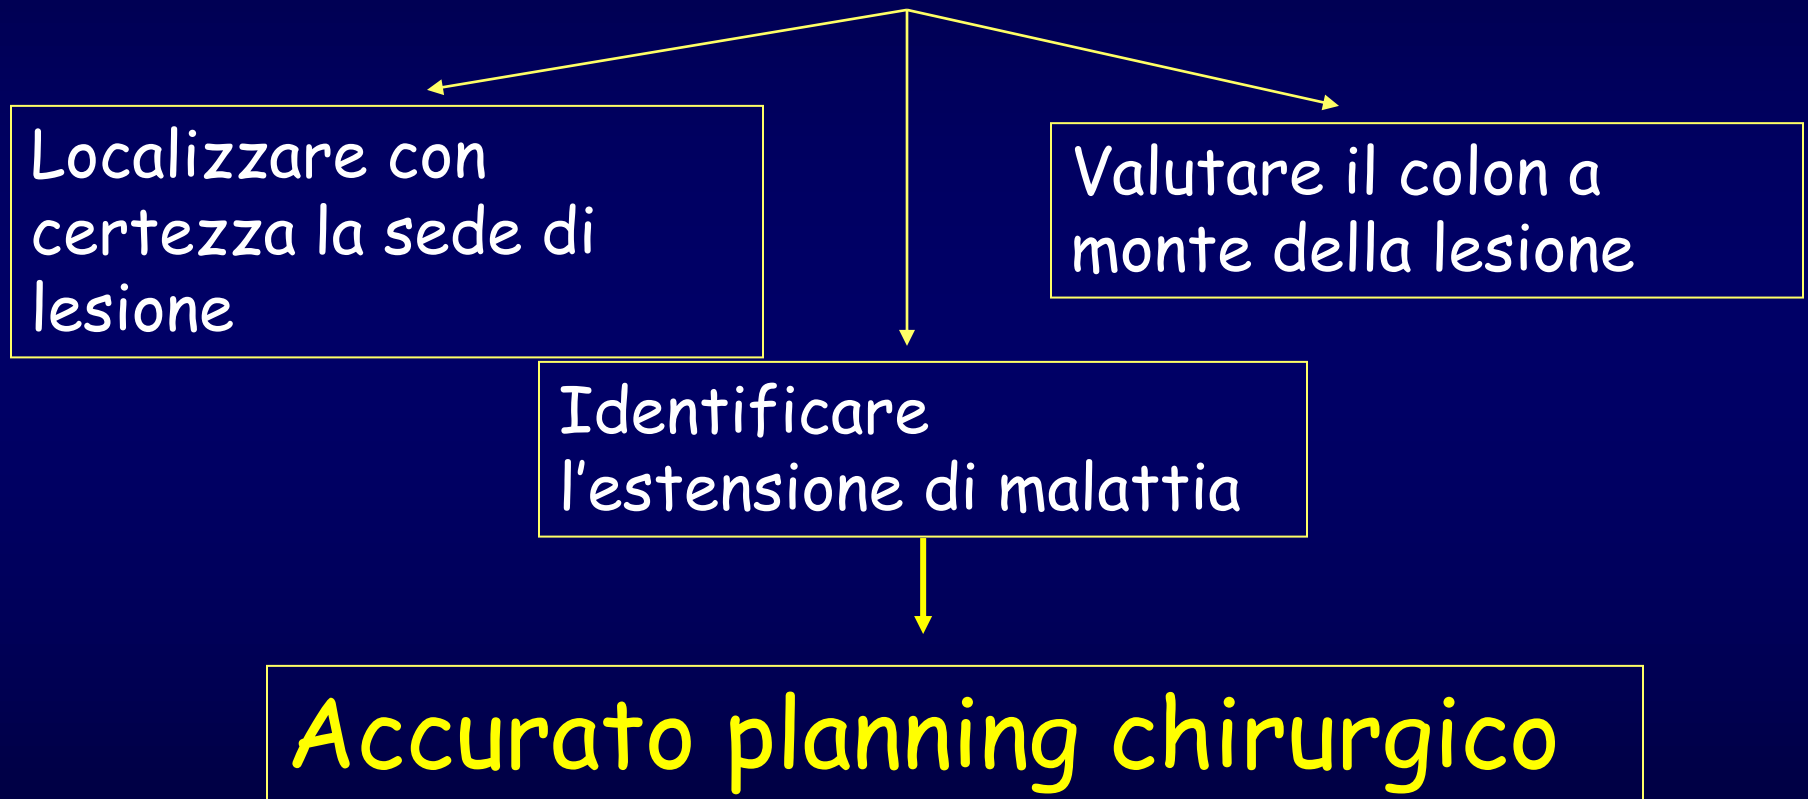 Localizzare con
certezza la sede di
lesione
Valutare il colon a
monte della lesione
Identificare
l’estensione di malattia
Accurato planning chirurgico